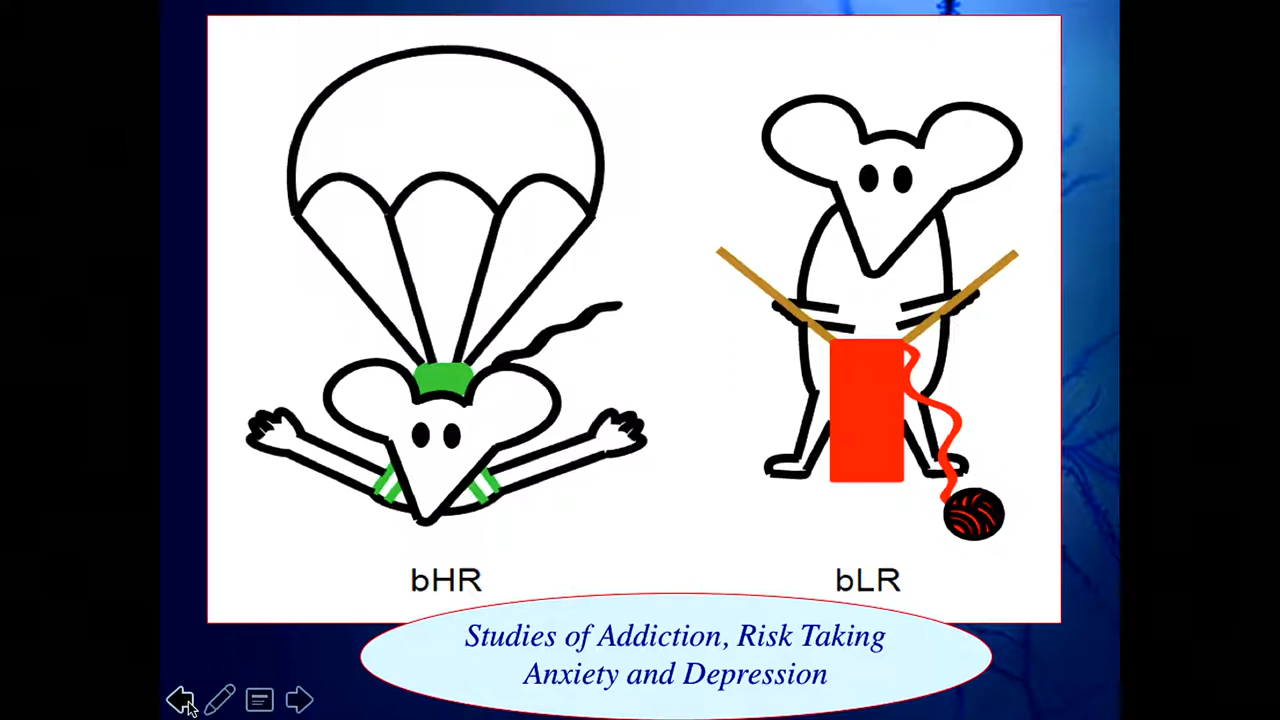 bHR
bLR
Studies of Addiction, Risk Taking
Anxiety and Depression